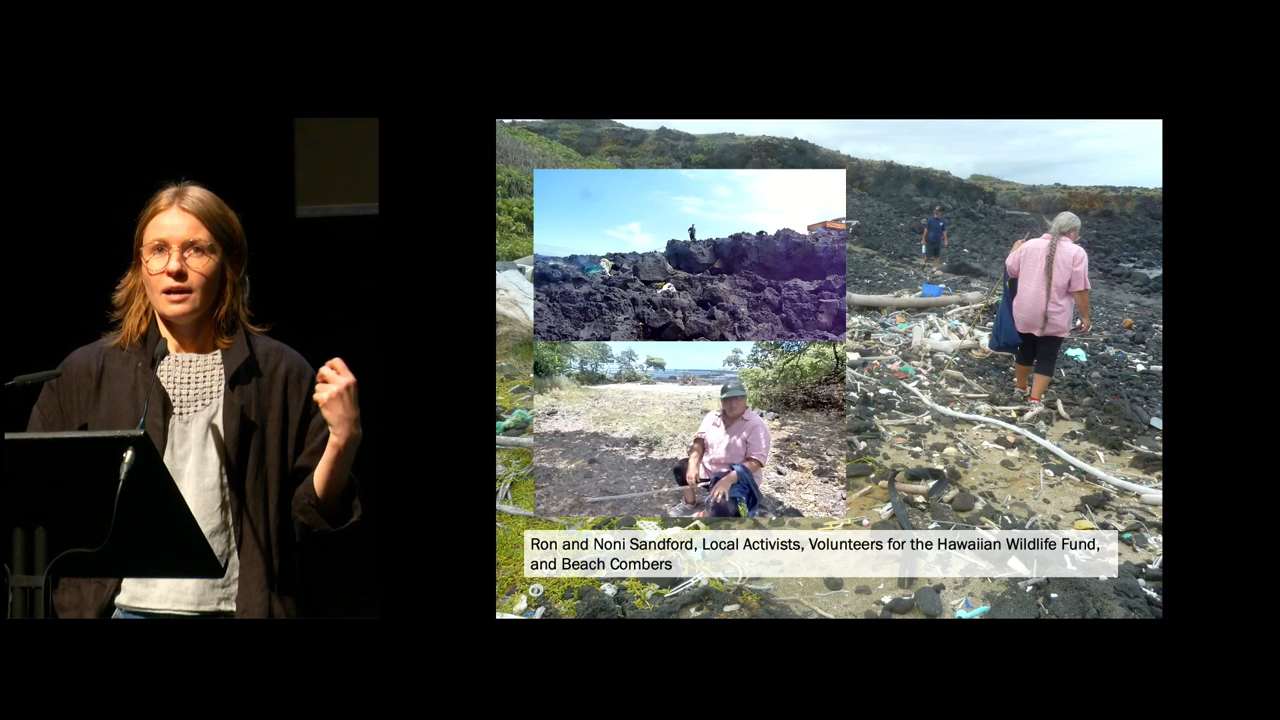 Ron and Noni Sandford, Local Activists, Volunteers for the Hawaiian Wildlife Fund,
and Beach Combers